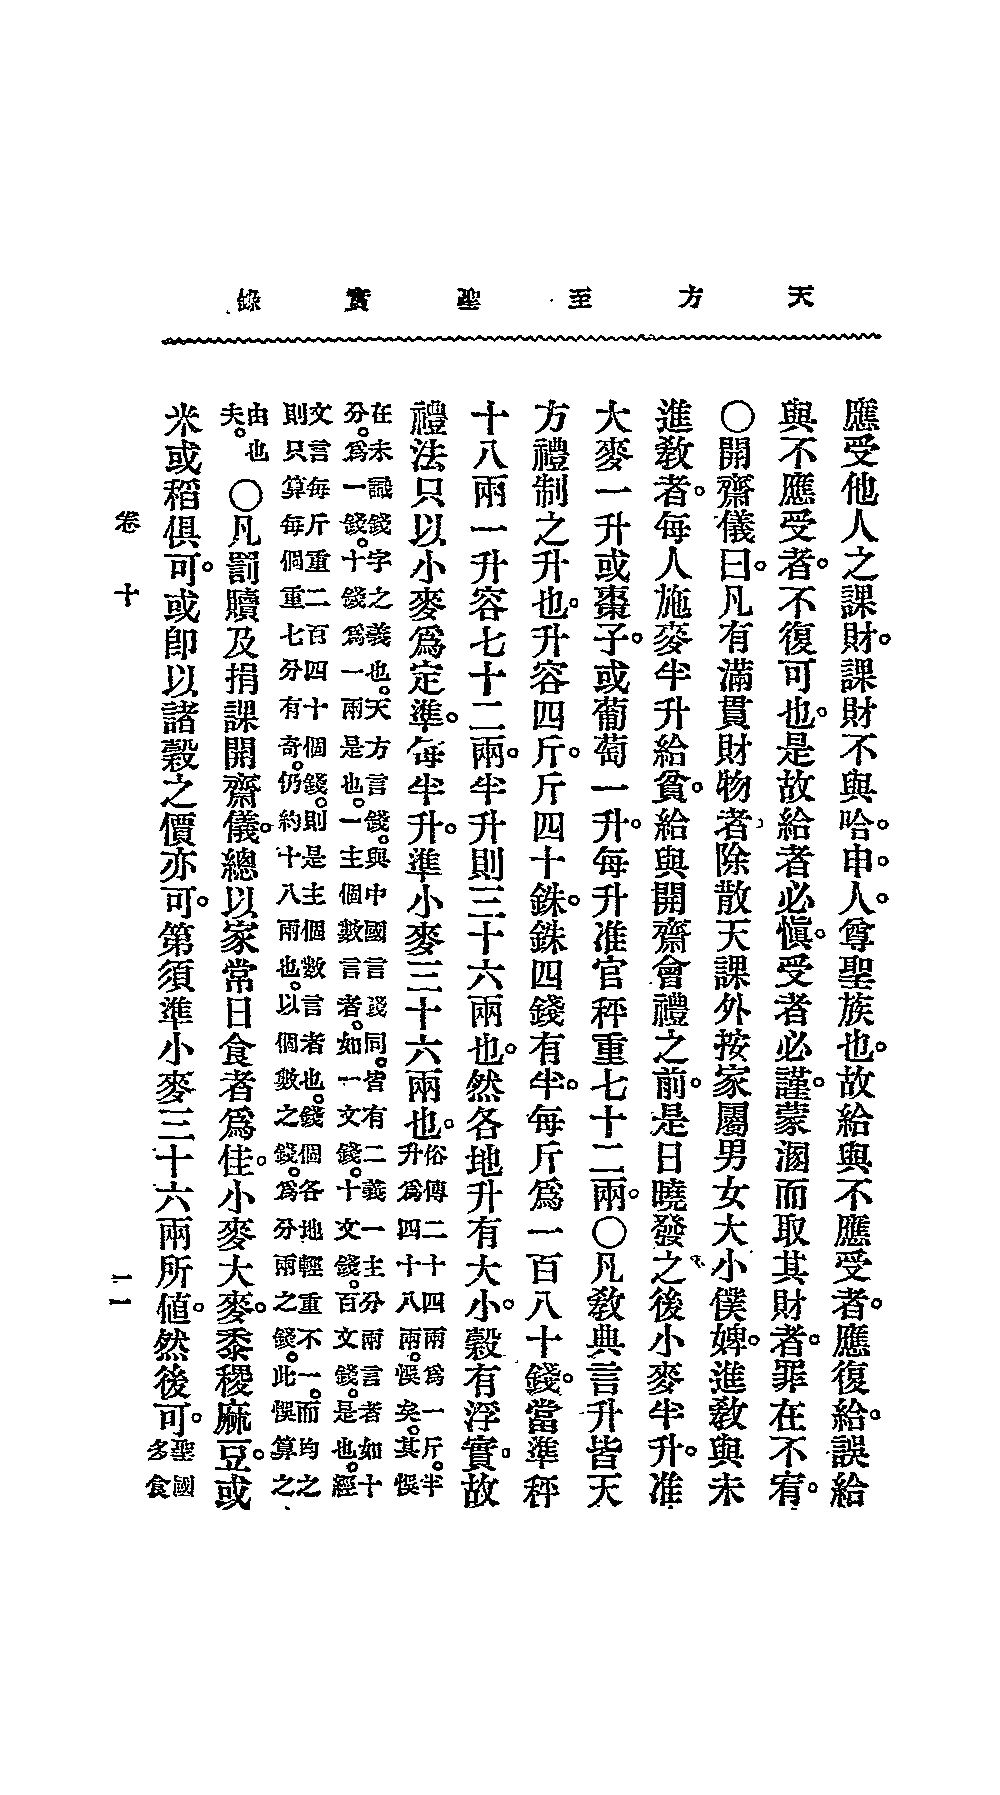 天方至聖實錄
應受他人之課財。課財不與哈。申。人。尊聖族也。故給與不應受者。應復給。誤給
與不應受者。不復可也。是故給者必愼。受者必謹。蒙溷而取其財者。罪在不宥。
〇開齋儀曰。凡有滿貫財物者、除散天課外按家屬男女大小僕婢。進敎與未
進敎者。每人施麥半升給貧。給與開齋會禮之前。是日曉發之後小麥半升。准
大麥一升或棗子。或葡萄一升。每升准官秤重七十二兩。〇凡敎典言升皆天
方禮制之升也。升容四斤。斤四十銖。銖四錢有半。每斤爲一百八十錢。當準秤
十八兩一升容七十二兩。半升則三十六兩也。然各地升有大小。穀有浮實。故
禮法只以小麥爲定準。每半升。準小麥三十六兩也。俗傳二十四兩爲一斤。半
升爲四十八兩。悞矣。其悞
在未識錢字之義也。天方言錢。與中國言錢同。皆有二義一主分兩言者如十
分。爲一錢。十錢爲一兩是也。一主個數言者。如一文錢。十文錢。百文錢。是也。經
文言每斤重二百四十個錢。則是主個數言者也。錢個各地輕重不一。而均之
則只算每個重七分有奇。仍約十八兩也。以個數之錢。爲分兩之錢。此悞算之
由也
夫。
〇凡罰贖及捐課開齋儀。總以家常日食者爲佳。小麥大麥。黍稷麻豆。或
米或稻俱可。或卽以諸穀之價亦可。第須準小麥三十六兩所値。然後可。聖國
多食
卷十
二一